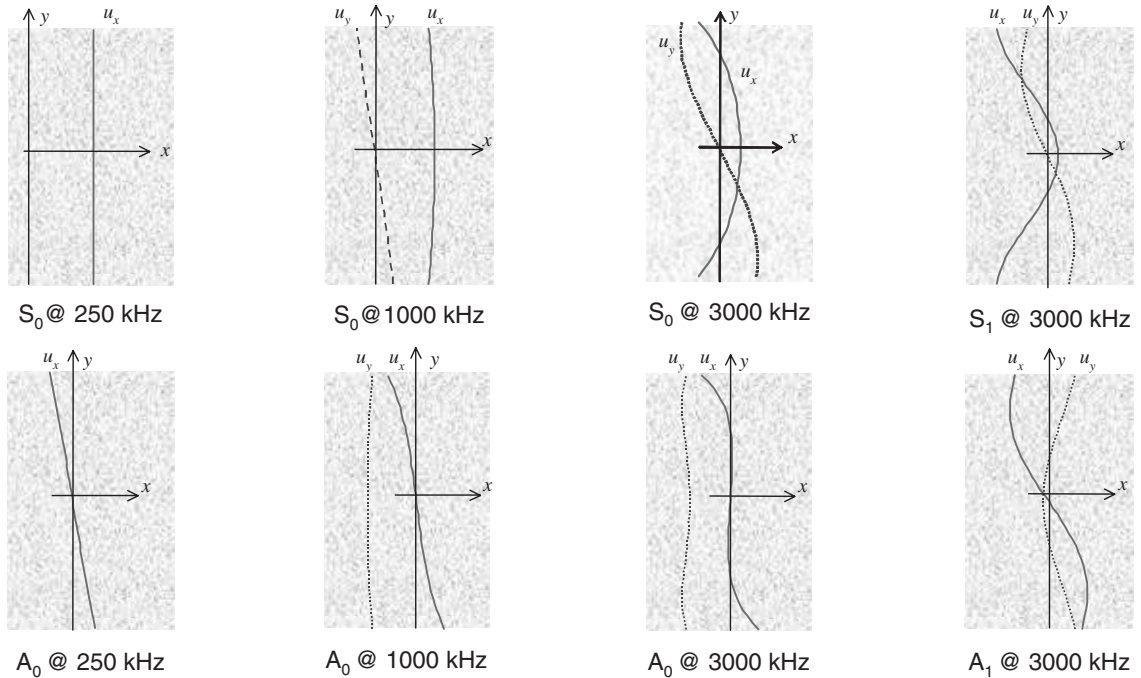 y u_x
x
S_0 @ 250 kHz
u_y y u_x
x
S_0 @ 1000 kHz
y
u_y
u_x
x
S_0 @ 3000 kHz
u_x u_y y
x
S_1 @ 3000 kHz
u_x y
x
A_0 @ 250 kHz
u_y u_x y
x
A_0 @ 1000 kHz
u_y u_x y
x
A_0 @ 3000 kHz
u_x y u_y
x
A_1 @ 3000 kHz